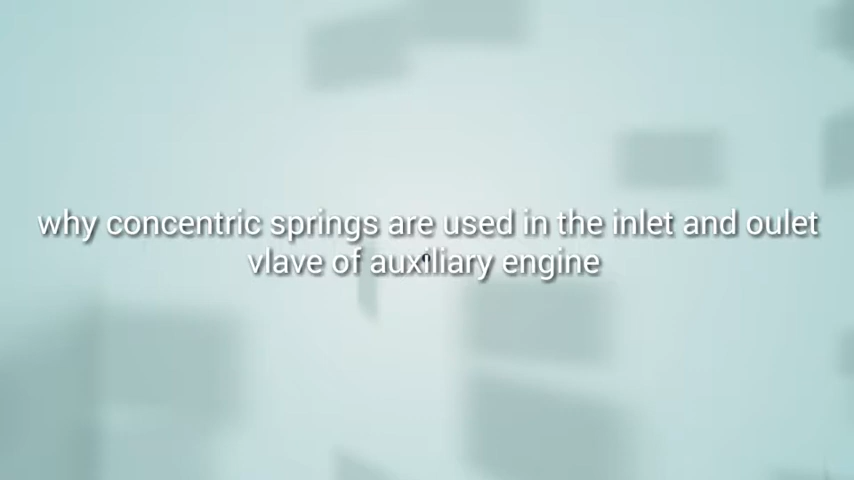 why concentric springs are used in the inlet and oulet
vlave of auxiliary engine